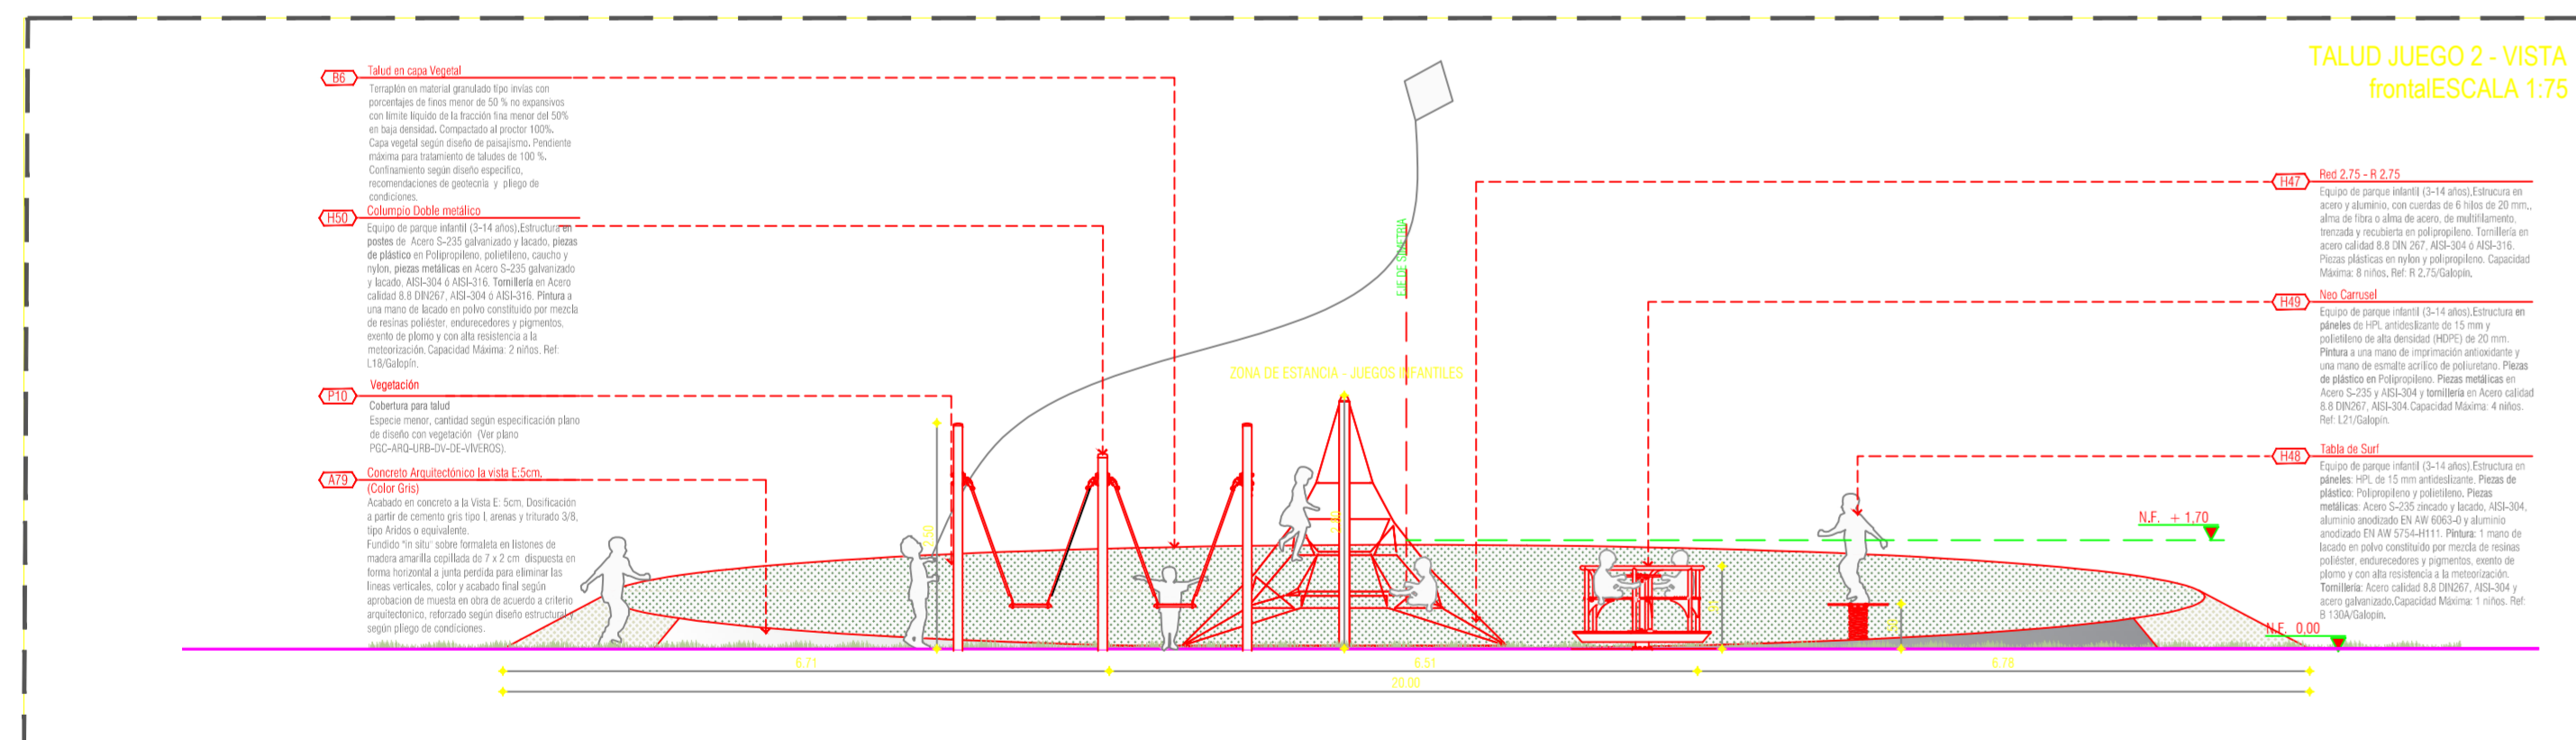 TALUD JUEGO 2 - VISTA
frontalESCALA 1:75
B6
Talud en capa Vegetal
Terraplén en material granulado tipo invias con
porcentajes de finos menor de 50 % no expansivos
con límite líquido de la fracción fina menor del 50%
en baja densidad. Compactado al proctor 100%.
Capa vegetal según diseño de paisajismo. Pendiente
máxima para tratamiento de taludes de 100 %.
Confinamiento según diseño específico,
recomendaciones de geotecnia y pliego de
condiciones.
H50
Columpio Doble metálico
Equipo de parque infantil (3-14 años).Estructura en
postes de Acero S-235 galvanizado y lacado, piezas
de plástico en Polipropileno, polietileno, caucho y
nylon, piezas metálicas en Acero S-235 galvanizado
y lacado, AISI-304 ó AISI-316. Tornillería en Acero
calidad 8.8 DIN267, AISI-304 ó AISI-316. Pintura a
una mano de lacado en polvo constituido por mezcla
de resinas poliéster, endurecedores y pigmentos,
exento de plomo y con alta resistencia a la
meteorización. Capacidad Máxima: 2 niños, Ref:
L18/Galopín.
P10
Vegetación
Cobertura para talud
Especie menor, cantidad según especificación plano
de diseño con vegetación (Ver plano
PGC-ARQ-URB-DV-DE-VIVEROS).
A79
Concreto Arquitectónico la vista E:5cm.
(Color Gris)
Acabado en concreto a la Vista E: 5cm, Dosificación
a partir de cemento gris tipo I, arenas y triturado 3/8,
tipo Aridos o equivalente.
Fundido "in situ" sobre formaleta en listones de
madera amarilla cepillada de 7 x 2 cm dispuesta en
forma horizontal a junta perdida para eliminar las
líneas verticales, color y acabado final según
aprobacion de muestra en obra de acuerdo a criterio
arquitectónico, reforzado según diseño estructural y
según pliego de condiciones.
EJE DE SIMETRIA
ZONA DE ESTANCIA - JUEGOS INFANTILES
2.50
H47
Red 2.75 - R 2.75
Equipo de parque infantil (3-14 años).Estrucura en
acero y aluminio, con cuerdas de 6 hilos de 20 mm.,
alma de fibra o alma de acero, de multifilamento,
trenzada y recubierta en polipropileno. Tornillería en
acero calidad 8.8 DIN 267, AISI-304 ó AISI-316.
Piezas plásticas en nylon y polipropileno. Capacidad
Máxima: 8 niños, Ref: R 2,75/Galopín.
H49
Neo Carrusel
Equipo de parque infantil (3-14 años).Estructura en
páneles de HPL antideslizante de 15 mm y
polietileno de alta densidad (HDPE) de 20 mm.
Pintura a una mano de imprimación antioxidante y
una mano de esmalte acrílico de poliuretano. Piezas
de plástico en Polipropileno. Piezas metálicas en
Acero S-235 y AISI-304 y tornillería en Acero calidad
8.8 DIN267, AISI-304.Capacidad Máxima: 4 niños.
Ref: L21/Galopín.
H48
Tabla de Surf
Equipo de parque infantil (3-14 años).Estructura en
páneles: HPL de 15 mm antideslizante. Piezas de
plástico: Polipropileno y polietileno. Piezas
metálicas: Acero S-235 zincado y lacado, AISI-304,
aluminio anodizado EN AW 6063-0 y aluminio
anodizado EN AW 5754-H111. Pintura: 1 mano de
lacado en polvo constituido por mezcla de resinas
poliéster, endurecedores y pigmentos, exento de
plomo y con alta resistencia a la meteorización.
Tornillería: Acero calidad 8.8 DIN267, AISI-304 y
acero galvanizado.Capacidad Máxima: 1 niños. Ref:
B 130A/Galopín.
N.F. + 1,70
N.F. 0,00
6.71
6.51
6.78
20.00